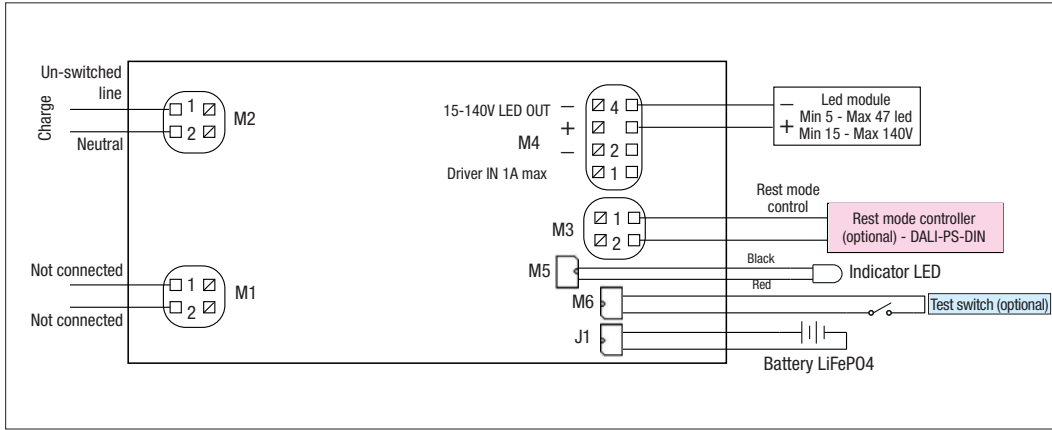 Un-switched
line
Charge
Neutral
1
2
M2
15-140V LED OUT
−
+
−
M4
Driver IN 1A max
4
2
1
−
+
Led module
Min 5 - Max 47 led
Min 15 - Max 140V
M3
1
2
Rest mode
control
Rest mode controller
(optional) - DALI-PS-DIN
Not connected
Not connected
1
2
M1
M5
Black
Red
Indicator LED
M6
Test switch (optional)
J1
Battery LiFePO4